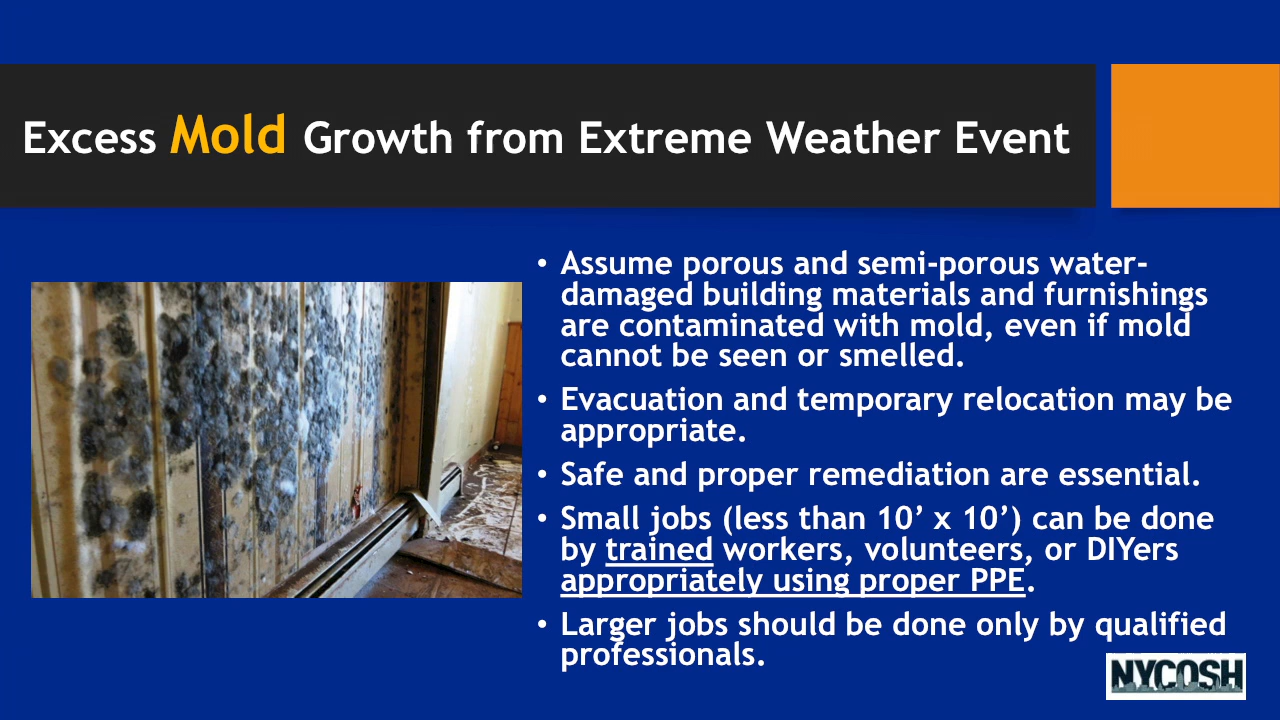 Excess Mold Growth from Extreme Weather Event
• Assume porous and semi-porous water-
damaged building materials and furnishings
are contaminated with mold, even if mold
cannot be seen or smelled.
• Evacuation and temporary relocation may be
appropriate.
• Safe and proper remediation are essential.
• Small jobs (less than 10’ x 10’) can be done
by trained workers, volunteers, or DIYers
appropriately using proper PPE.
• Larger jobs should be done only by qualified
professionals.
NYCOSH